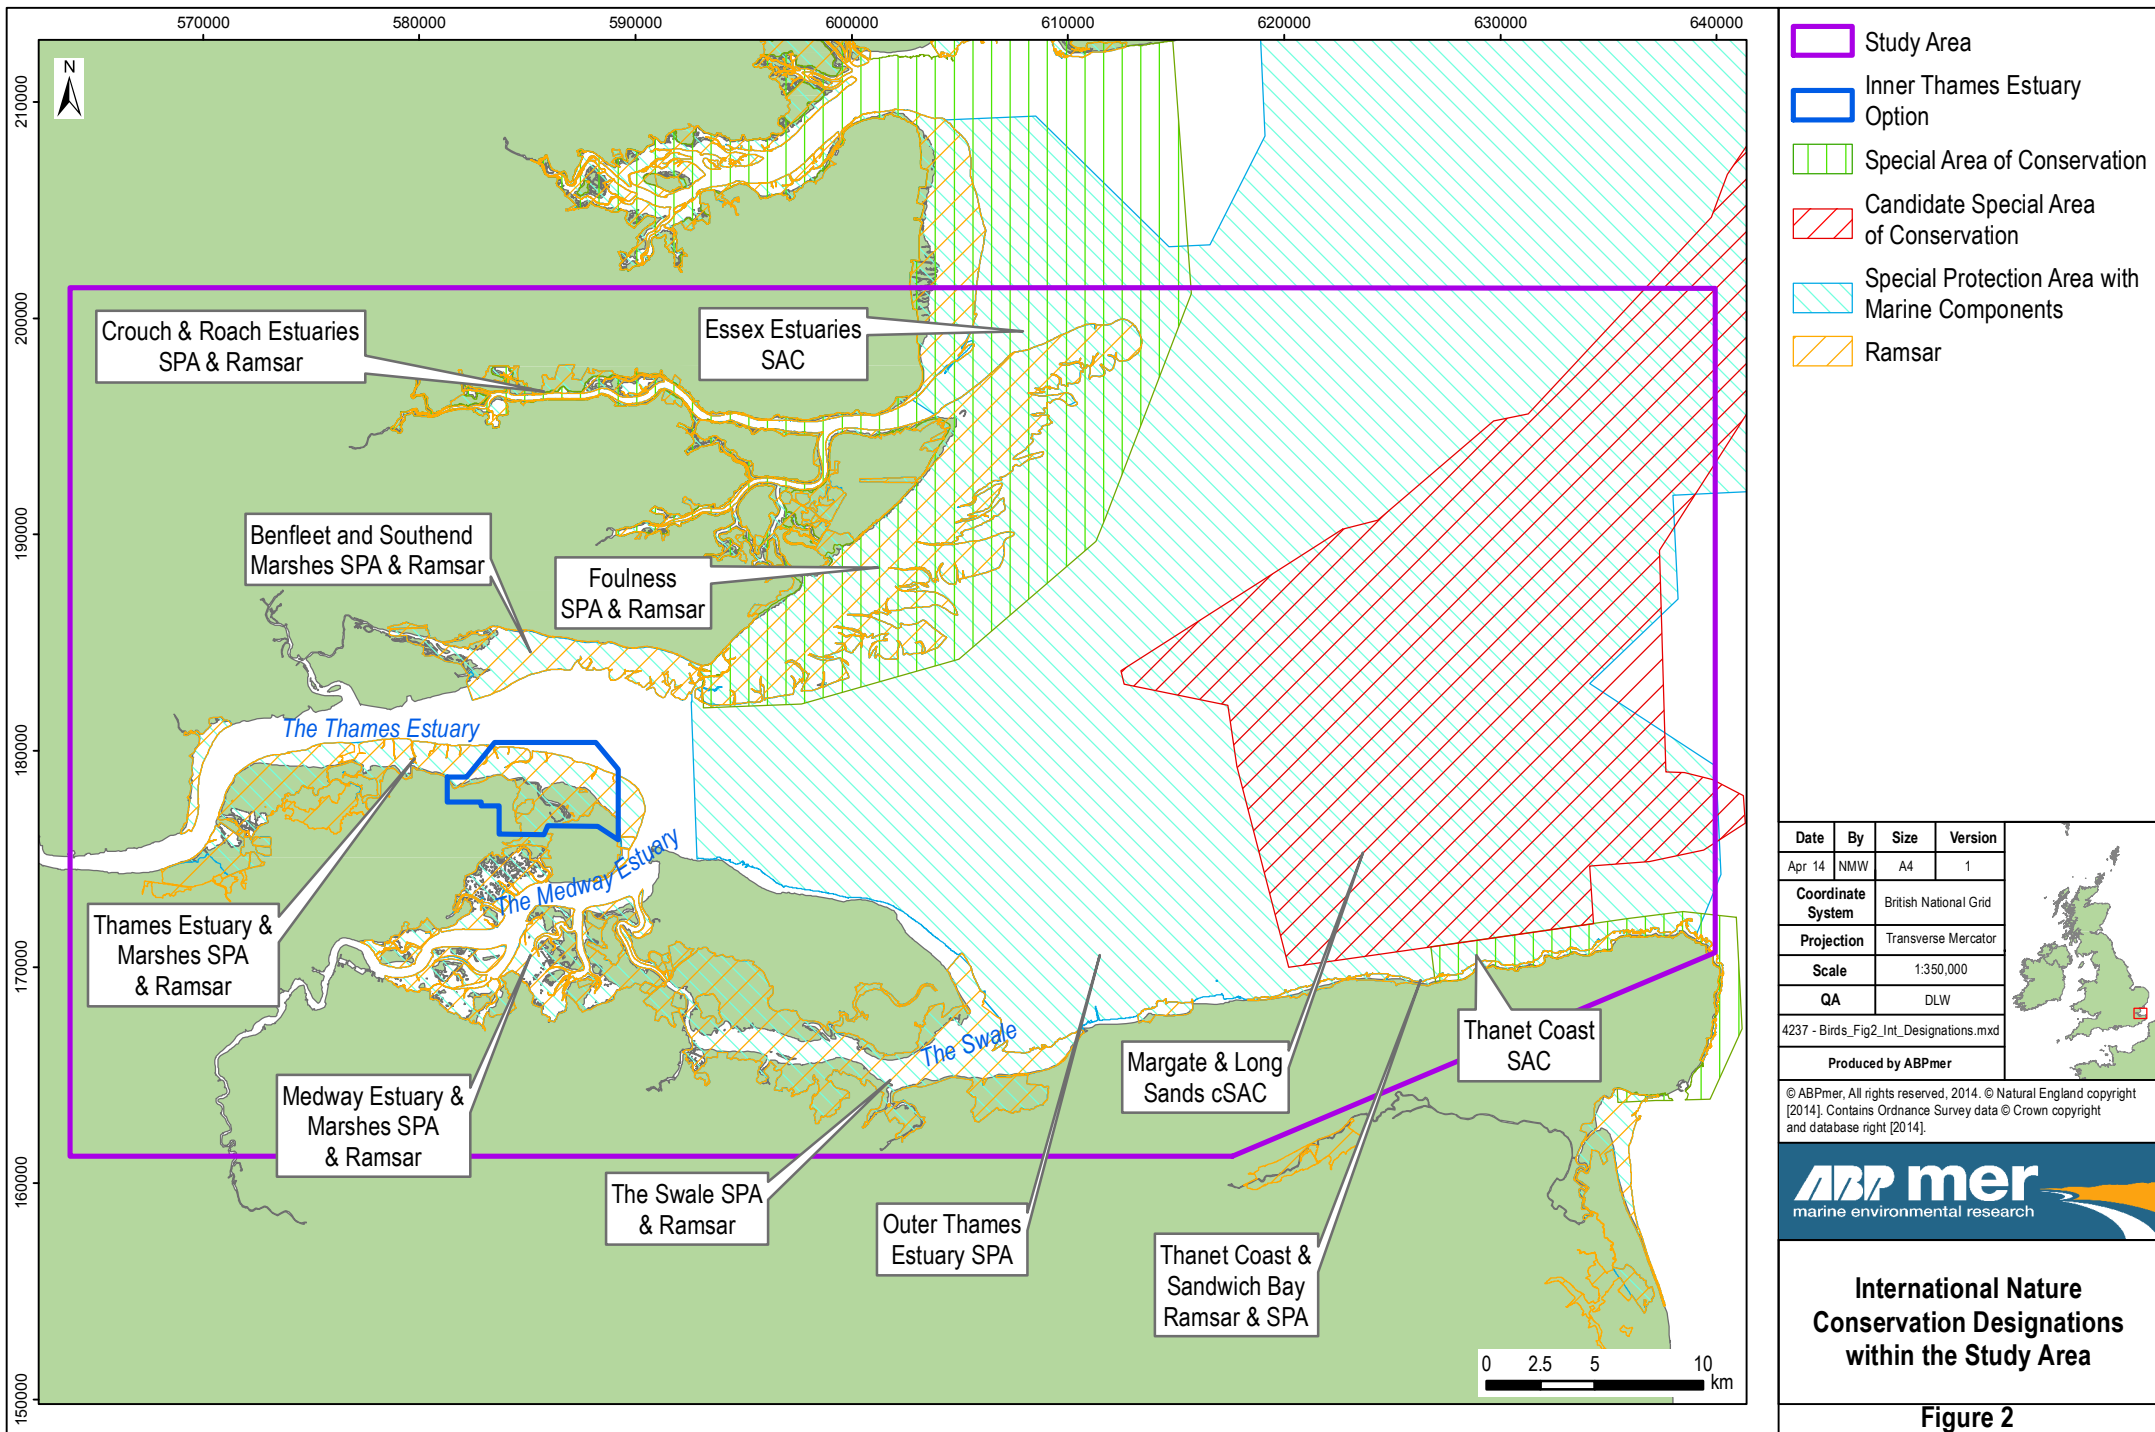 570000
580000
590000
600000
610000
620000
630000
640000
210000
200000
190000
180000
170000
160000
150000
N
Crouch & Roach Estuaries
SPA & Ramsar
Essex Estuaries
SAC
Benfleet and Southend
Marshes SPA & Ramsar
Foulness
SPA & Ramsar
The Thames Estuary
The Medway Estuary
The Swale
Thames Estuary &
Marshes SPA
& Ramsar
Medway Estuary &
Marshes SPA
& Ramsar
The Swale SPA
& Ramsar
Outer Thames
Estuary SPA
Margate & Long
Sands cSAC
Thanet Coast
SAC
Thanet Coast &
Sandwich Bay
Ramsar & SPA
0 2.5 5 10
km
Study Area
Inner Thames Estuary
Option
Special Area of Conservation
Candidate Special Area
of Conservation
Special Protection Area with
Marine Components
Ramsar
Date By Size Version
Apr 14 NMW A4 1
Coordinate
System
British National Grid
Projection Transverse Mercator
Scale 1:350,000
QA DLW
4237 - Birds_Fig2_Int_Designations.mxd
Produced by ABPmer
© ABPmer, All rights reserved, 2014. © Natural England copyright
[2014]. Contains Ordnance Survey data © Crown copyright
and database right [2014].
ABP mer
marine environmental research
International Nature
Conservation Designations
within the Study Area
Figure 2